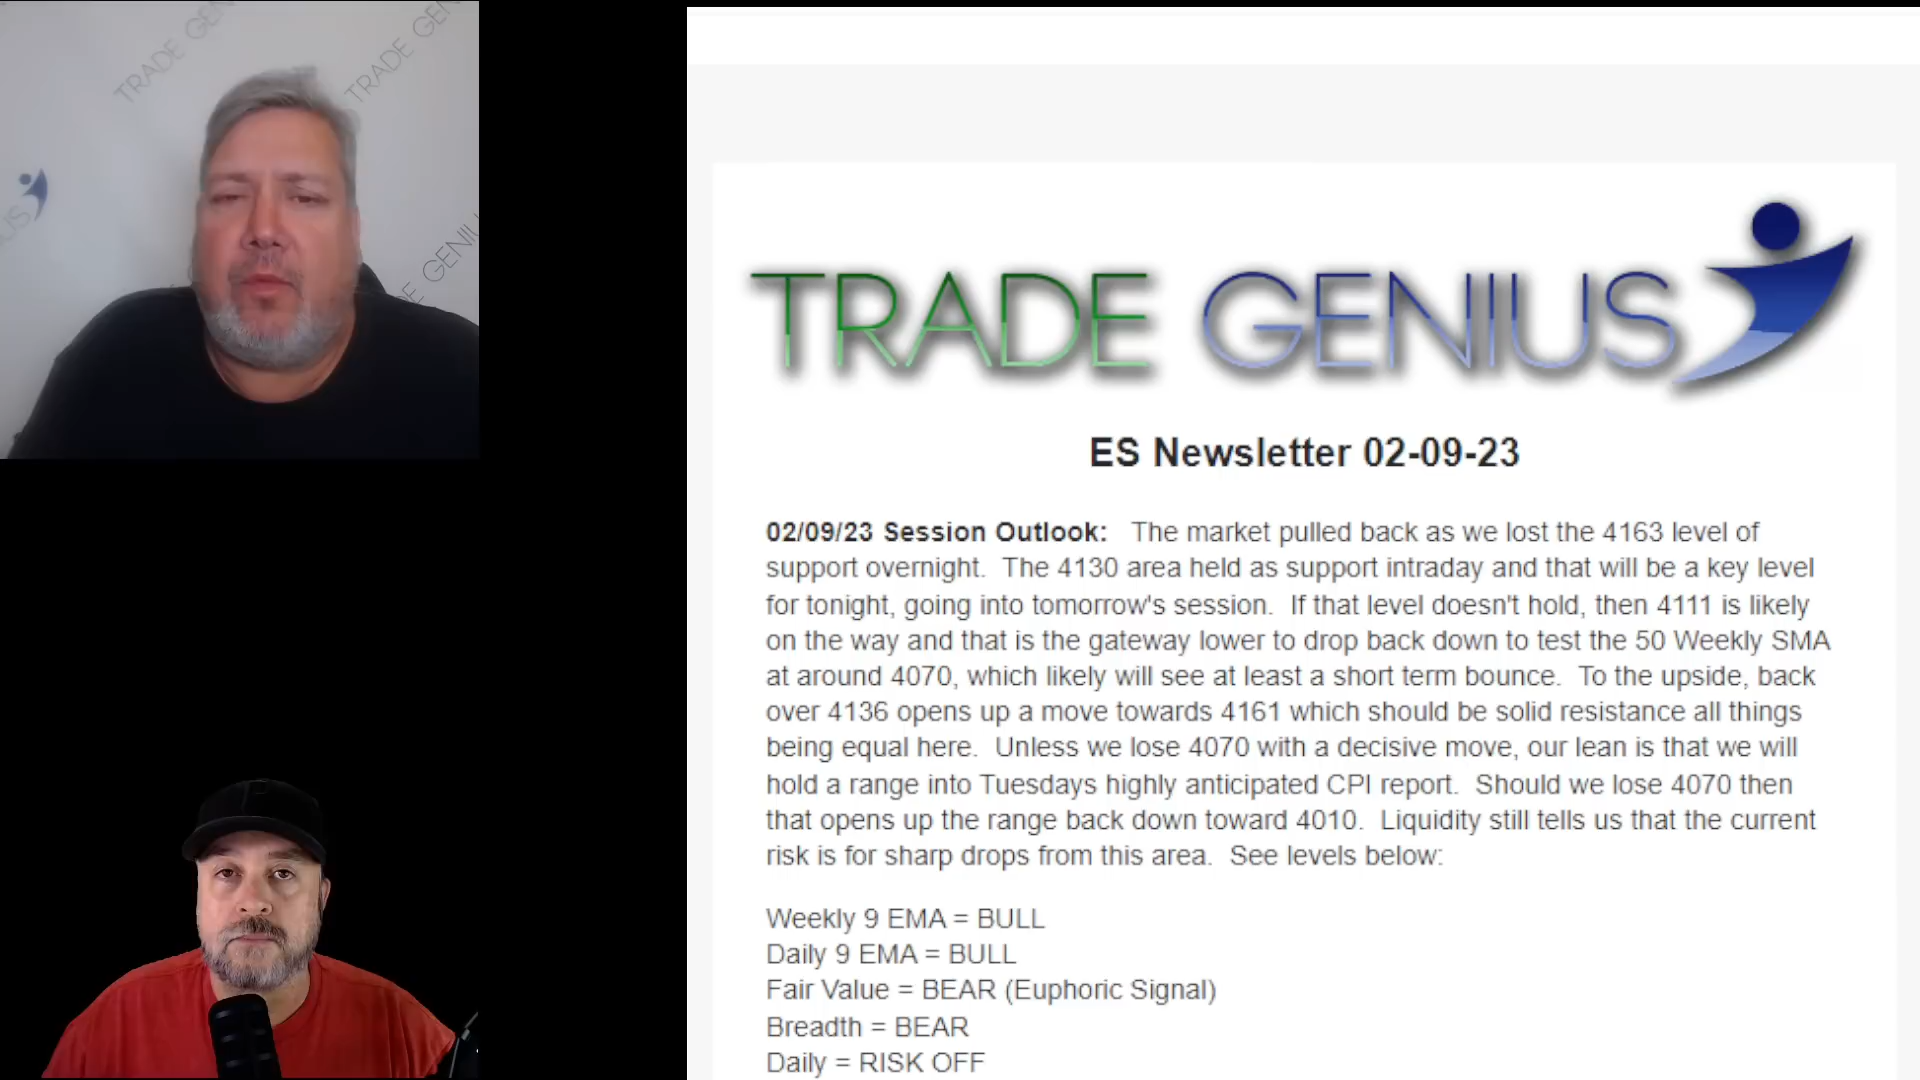 TRADE GENIUS
TRADE GENIUS
ES Newsletter 02-09-23
02/09/23 Session Outlook: The market pulled back as we lost the 4163 level of
support overnight. The 4130 area held as support intraday and that will be a key level
for tonight, going into tomorrow's session. If that level doesn't hold, then 4111 is likely
on the way and that is the gateway lower to drop back down to test the 50 Weekly SMA
at around 4070, which likely will see at least a short term bounce. To the upside, back
over 4136 opens up a move towards 4161 which should be solid resistance all things
being equal here. Unless we lose 4070 with a decisive move, our lean is that we will
hold a range into Tuesdays highly anticipated CPI report. Should we lose 4070 then
that opens up the range back down toward 4010. Liquidity still tells us that the current
risk is for sharp drops from this area. See levels below:
Weekly 9 EMA = BULL
Daily 9 EMA = BULL
Fair Value = BEAR (Euphoric Signal)
Breadth = BEAR
Daily = RISK OFF